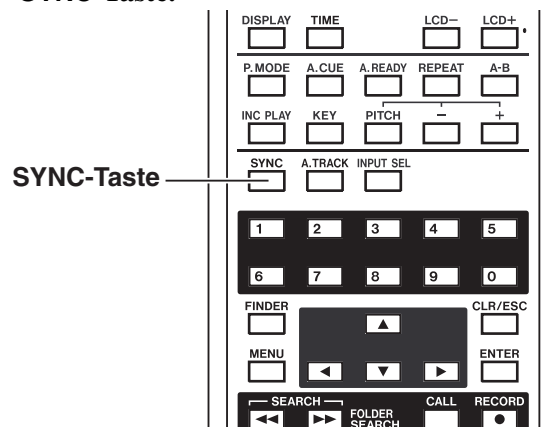 SYNC-Taste.
DISPLAY TIME LCD− LCD+
P.MODE A.CUE A.READY REPEAT A-B
INC PLAY KEY PITCH − +
SYNC A.TRACK INPUT SEL
SYNC-Taste
1 2 3 4 5
6 7 8 9 0
FINDER CLR/ESC
MENU ENTER
SEARCH CALL RECORD
FOLDER
SEARCH